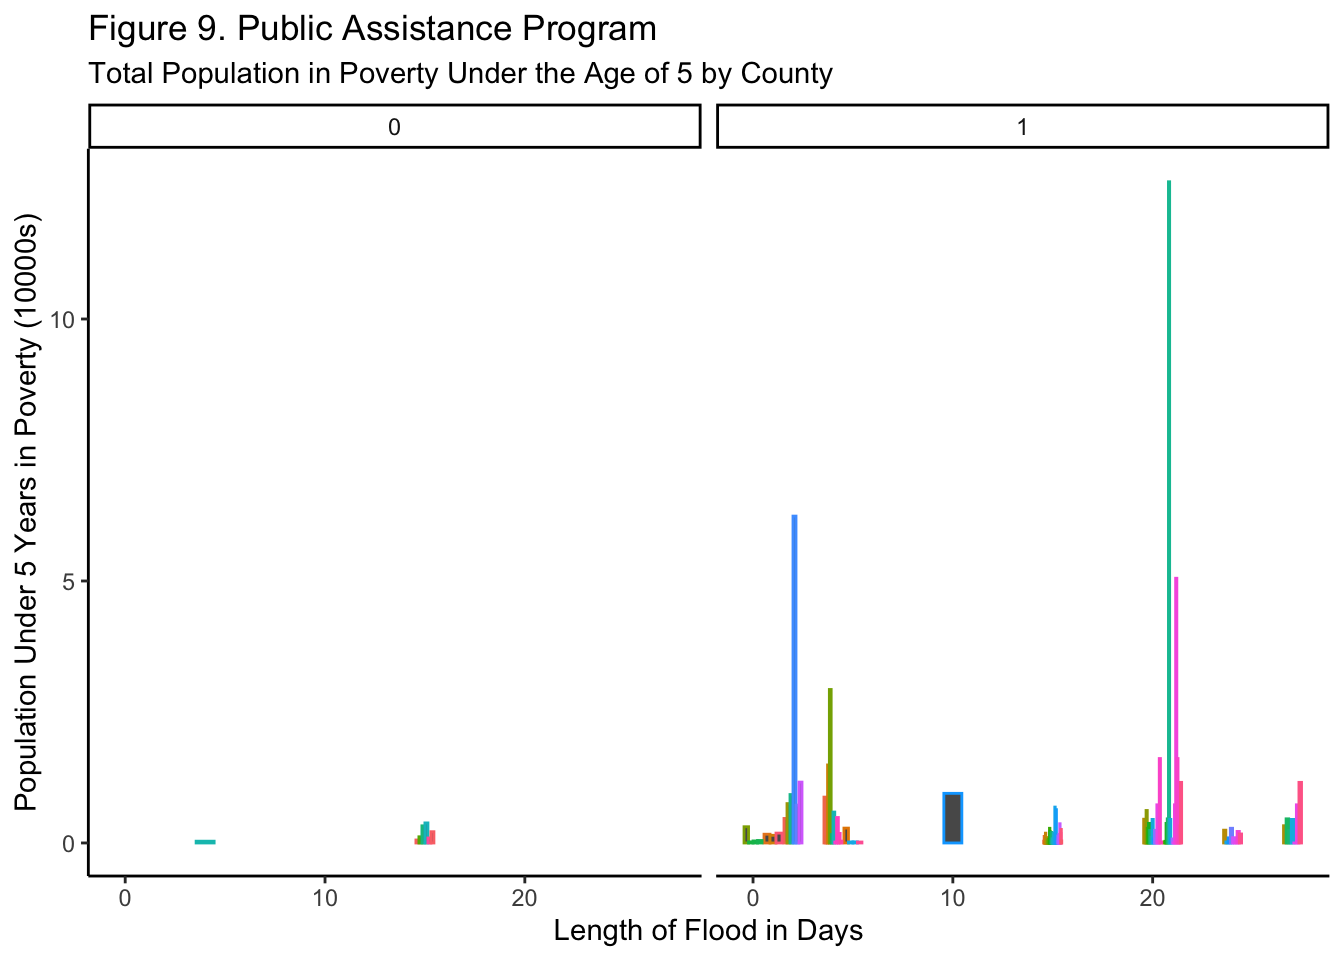 Figure 9. Public Assistance Program
Total Population in Poverty Under the Age of 5 by County
0
1
Population Under 5 Years in Poverty (10000s)
10
5
0
0
10
20
0
10
20
Length of Flood in Days